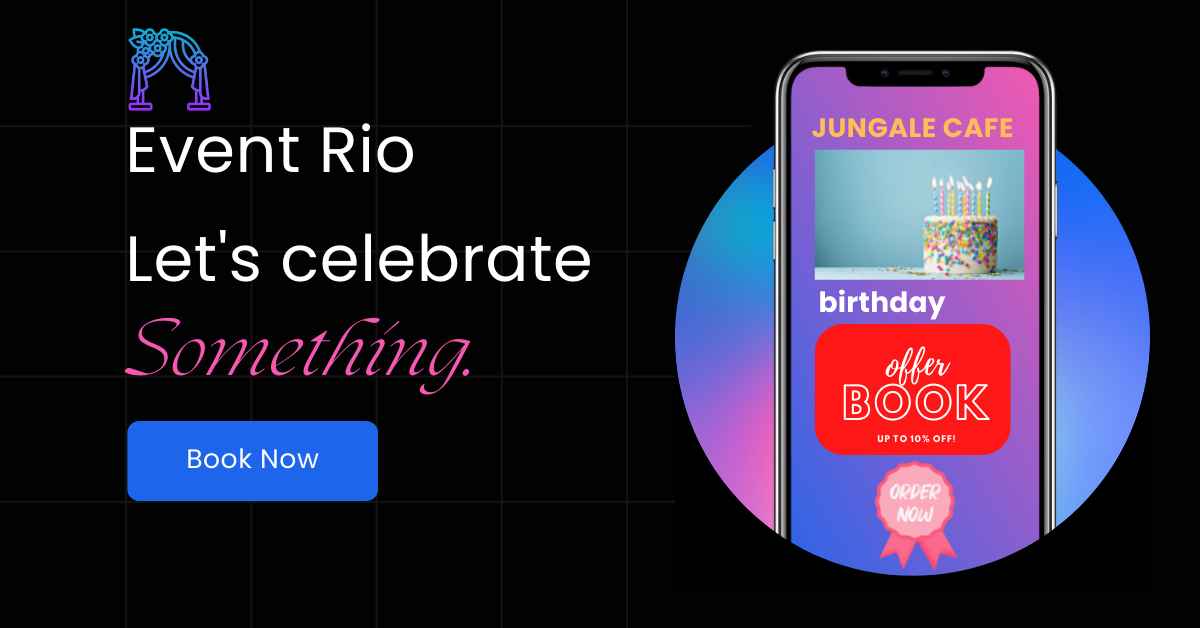 Event Rio
Let's celebrate
Something.
Book Now
JUNGALE CAFE
birthday
offer
BOOK
UP TO 10% OFF!
ORDER
NOW